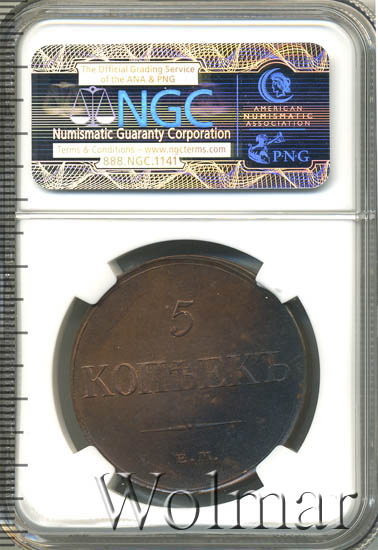 The Official Grading Service
of the ANA & PNG
NGC
Numismatic Guaranty Corporation
Terms & Conditions – www.ngcterms.com
888.NGC.1141
AMERICAN
NUMISMATIC
ASSOCIATION
PNG
5
КОПѢЕКЪ
Е.М.
Wolmar